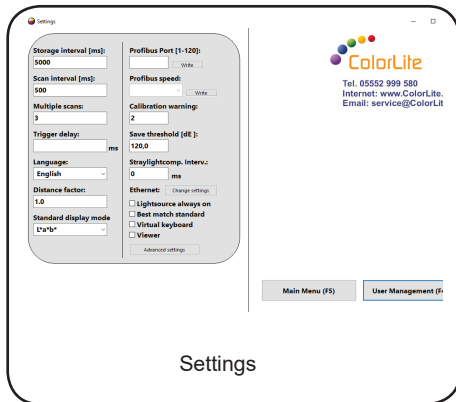 Settings
Storage interval [ms]:
5000
Scan interval [ms]:
500
Multiple scans:
3
Trigger delay:
ms
Language:
English
Distance factor:
1.0
Standard display mode
L*a*b*
Profibus Port [1-120]:
Write
Profibus speed:
Write
Calibration warning:
2
Save threshold [dE ]:
120,0
Straylightcomp. Interv.:
0 ms
Ethernet: Change settings
Lightsource always on
Best match standard
Virtual keyboard
Viewer
Advanced settings
ColorLite
Tel. 05552 999 580
Internet: www.ColorLite.
Email: service@ColorLit
Main Menu (F5)
User Management (F
Settings